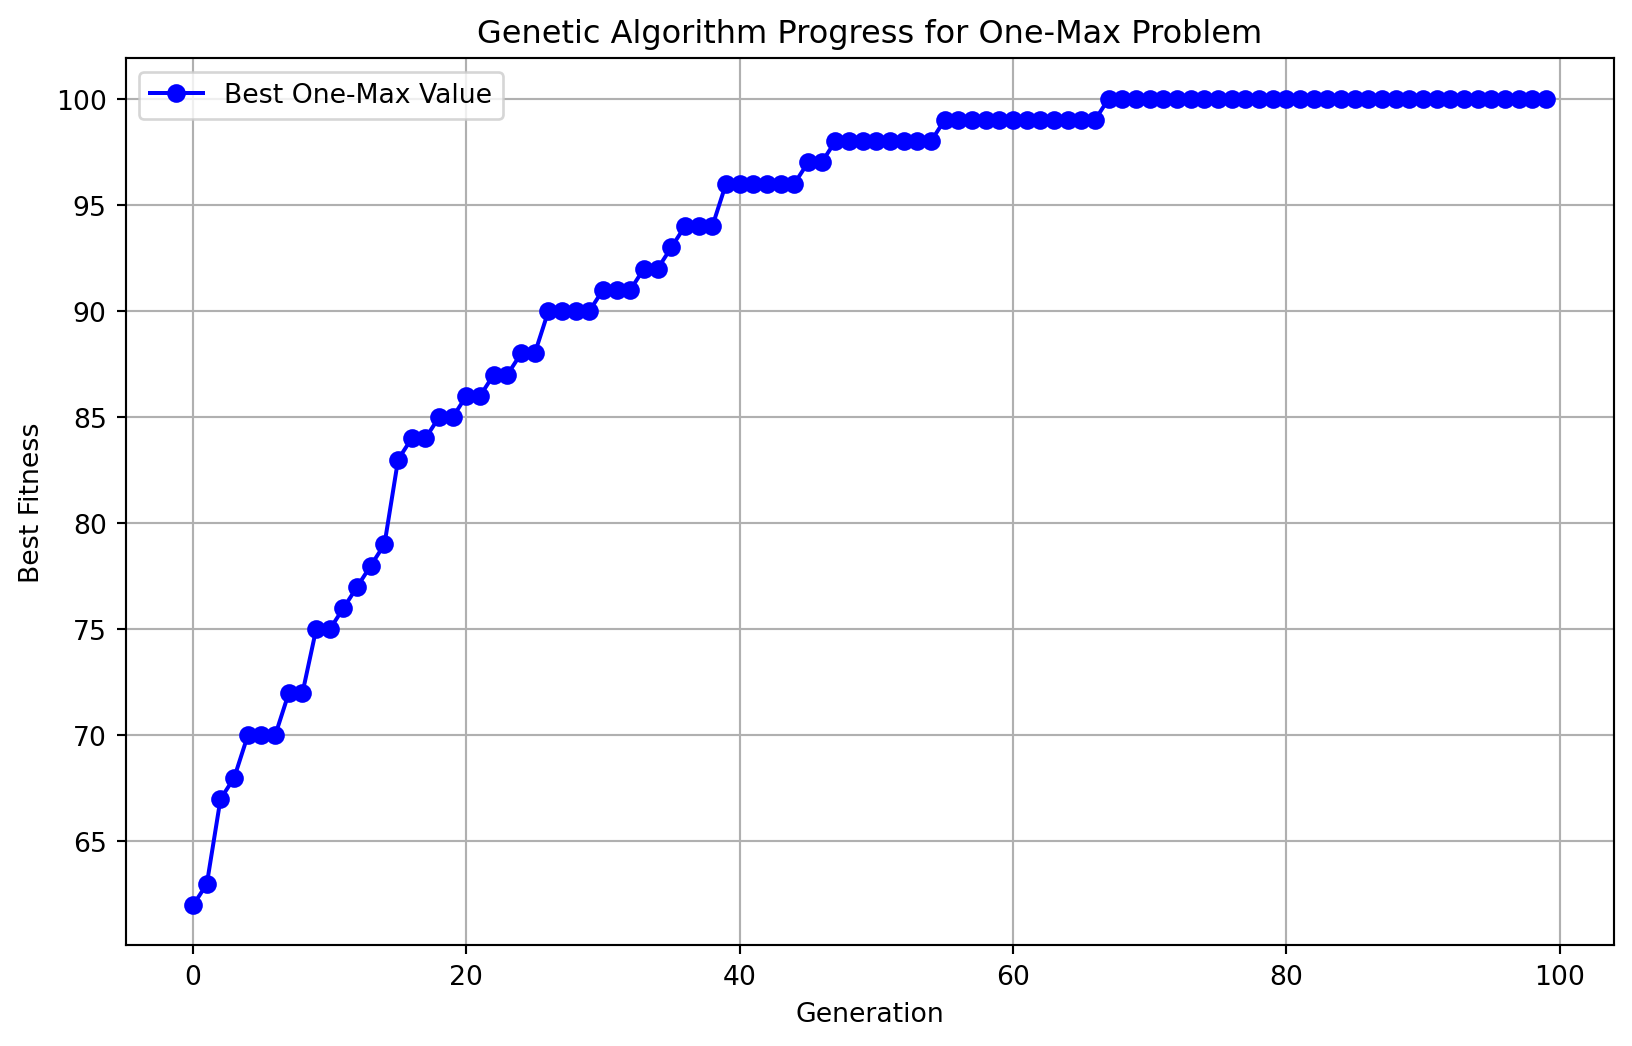 Genetic Algorithm Progress for One-Max Problem
Best One-Max Value
100
95
90
85
80
75
70
65
Best Fitness
0 20 40 60 80 100
Generation